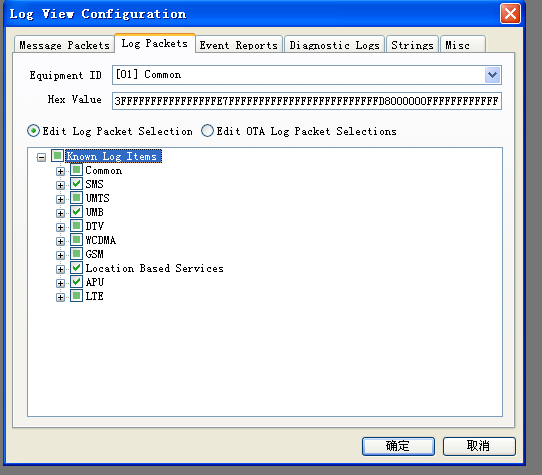 Log View Configuration
Message Packets Log Packets Event Reports Diagnostic Logs Strings Misc
Equipment ID [01] Common
Hex Value 3FFFFFFFFFFFFFFFFE7FFFFFFFFFFFFFFFFFFFFFFFFFFD8000000FFFFFFFFFFFF
Edit Log Packet Selection Edit OTA Log Packet Selections
Known Log Items
Common
SMS
UMTS
UMB
DTV
WCDMA
GSM
Location Based Services
APU
LTE
确定 取消